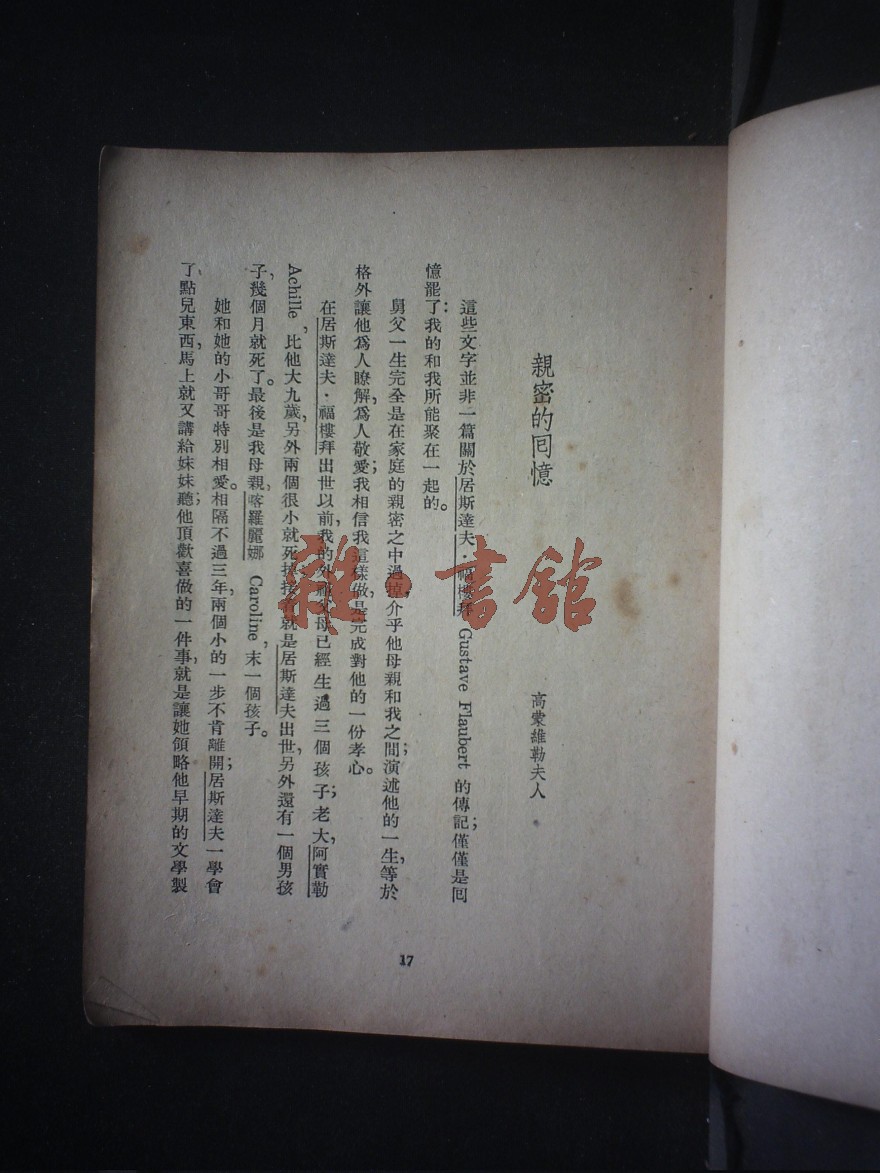 親密的囘憶
高蒙維勒夫人
這些文字並非一篇關於居斯達夫·福樓拜 Gustave Flaubert 的傳記;僅僅是囘
憶罷了:我的和我所能聚在一起的。
舅父一生完全是在家庭的親密之中過掉,介乎他母親和我之間;演述他的一生,等於
格外讓他爲人瞭解,爲人敬愛;我相信我這樣做,是完成對他的一份孝心。
在居斯達夫·福樓拜出世以前,我的外祖父母已經生過三個孩子;老大,阿實勒
Achille,比他大九歲,另外兩個很小就死掉。接着就是居斯達夫出世,另外還有一個男孩
子,幾個月就死了。最後是我母親,喀羅麗娜 Caroline,末一個孩子。
她和她的小哥哥特別相愛。相隔不過三年,兩個小的一步不肯離開;居斯達夫一學會
了點兒東西,馬上就又講給妹妹聽;他頂歡喜做的一件事,就是讓她領略他早期的文學製
17
雜·書館